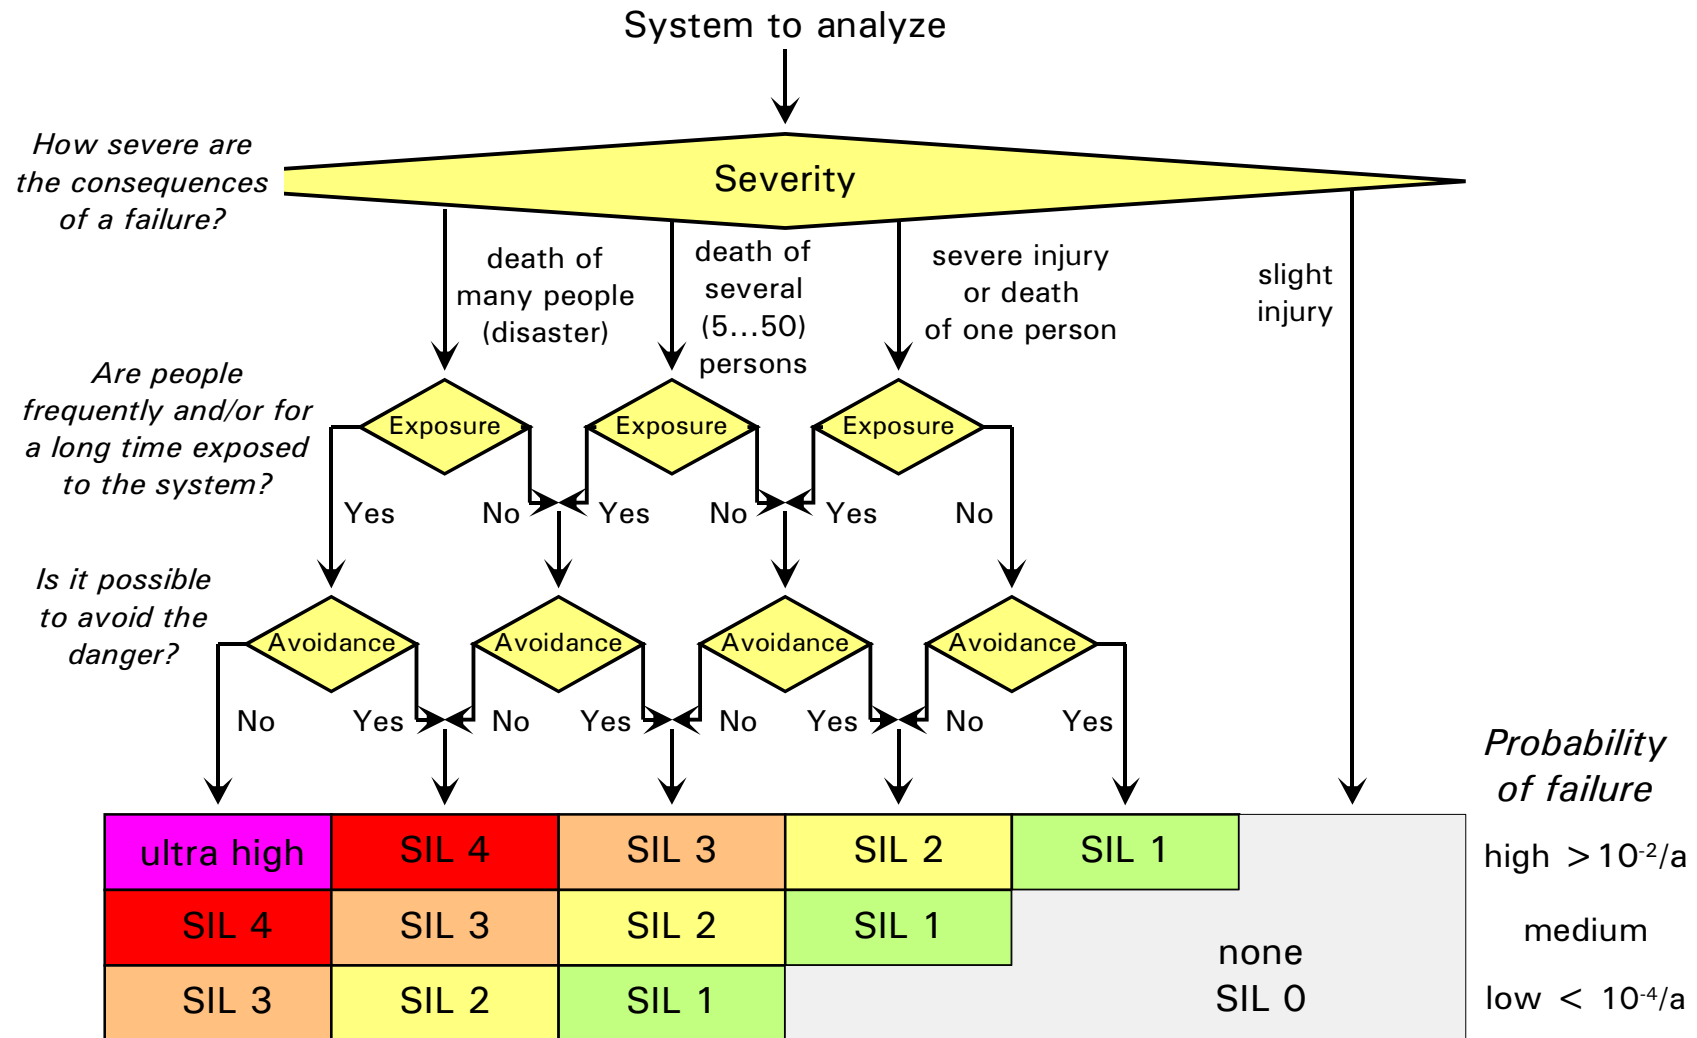 System to analyze
How severe are
the consequences
of a failure?
Severity
death of
many people
(disaster)
death of
several
(5...50)
persons
severe injury
or death
of one person
slight
injury
Are people
frequently and/or for
a long time exposed
to the system?
Exposure
Exposure
Exposure
Yes
No
Yes
No
Yes
No
Is it possible
to avoid the
danger?
Avoidance
Avoidance
Avoidance
Avoidance
No
Yes
No
Yes
No
Yes
No
Yes
Probability
of failure
ultra high
SIL 4
SIL 3
SIL 2
SIL 1
high >10⁻²/a
SIL 4
SIL 3
SIL 2
SIL 1
medium
SIL 3
SIL 2
SIL 1
none
SIL 0
low < 10⁻⁴/a